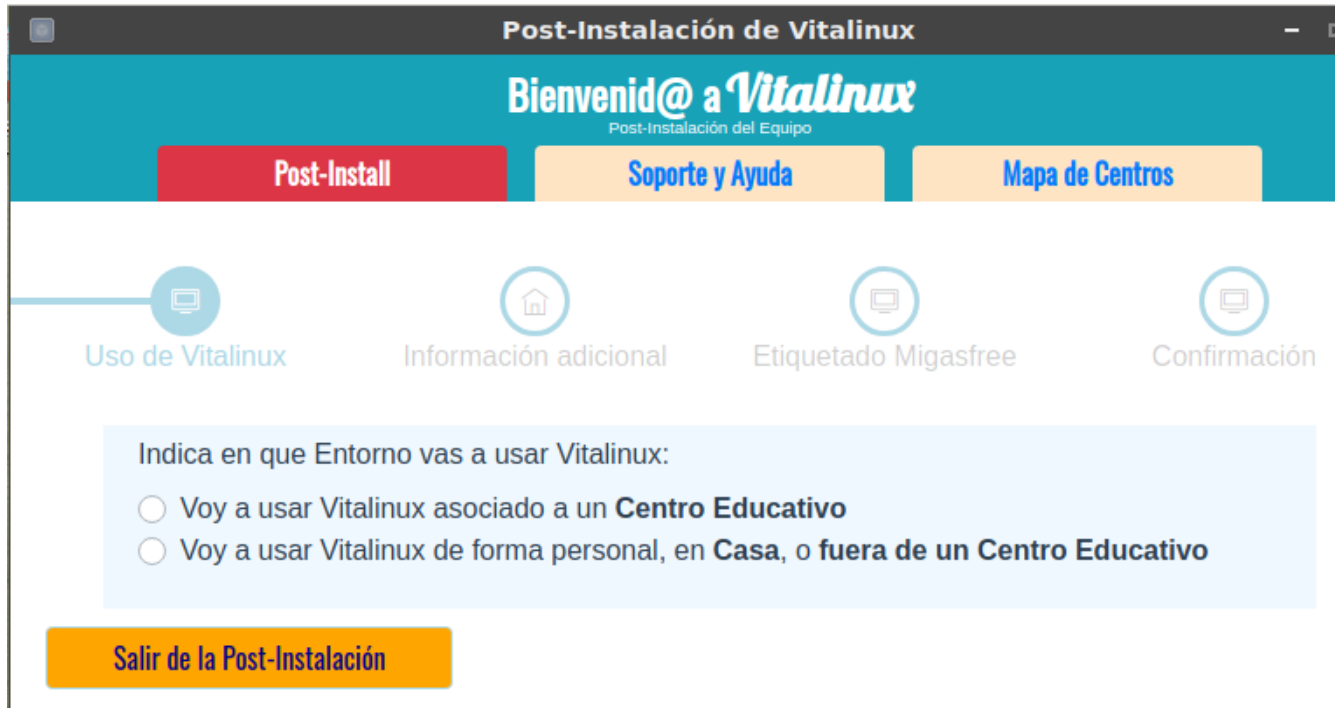 Post-Instalación de Vitalinux
Bienvenid@ a Vitalinux
Post-Instalación del Equipo
Post-Install
Soporte y Ayuda
Mapa de Centros
Uso de Vitalinux
Información adicional
Etiquetado Migasfree
Confirmación
Indica en que Entorno vas a usar Vitalinux:
Voy a usar Vitalinux asociado a un Centro Educativo
Voy a usar Vitalinux de forma personal, en Casa, o fuera de un Centro Educativo
Salir de la Post-Instalación